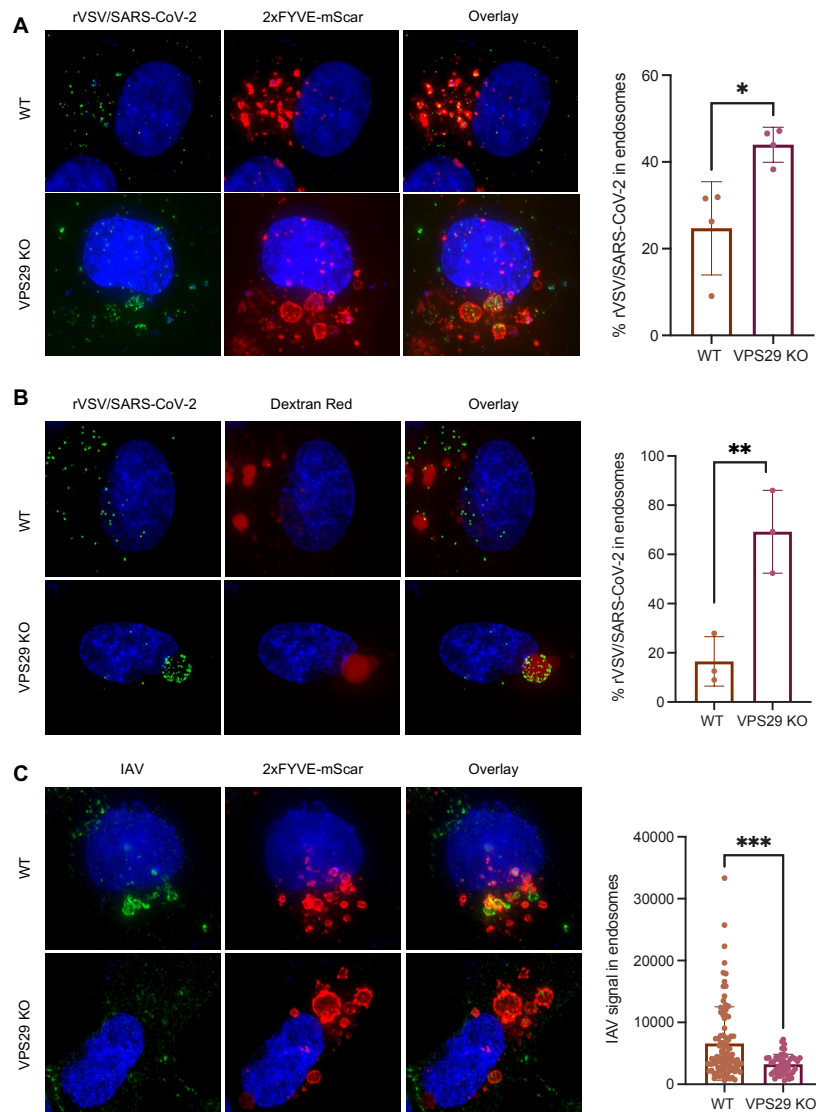 A
rVSV/SARS-CoV-2 2xFYVE-mScar Overlay
WT
VPS29 KO
% rVSV/SARS-CoV-2 in endosomes
60
40
20
0
*
WT VPS29 KO
B
rVSV/SARS-CoV-2 Dextran Red Overlay
WT
VPS29 KO
% rVSV/SARS-CoV-2 in endosomes
100
80
60
40
20
0
**
WT VPS29 KO
C
IAV 2xFYVE-mScar Overlay
WT
VPS29 KO
IAV signal in endosomes
40000
30000
20000
10000
0
***
WT VPS29 KO